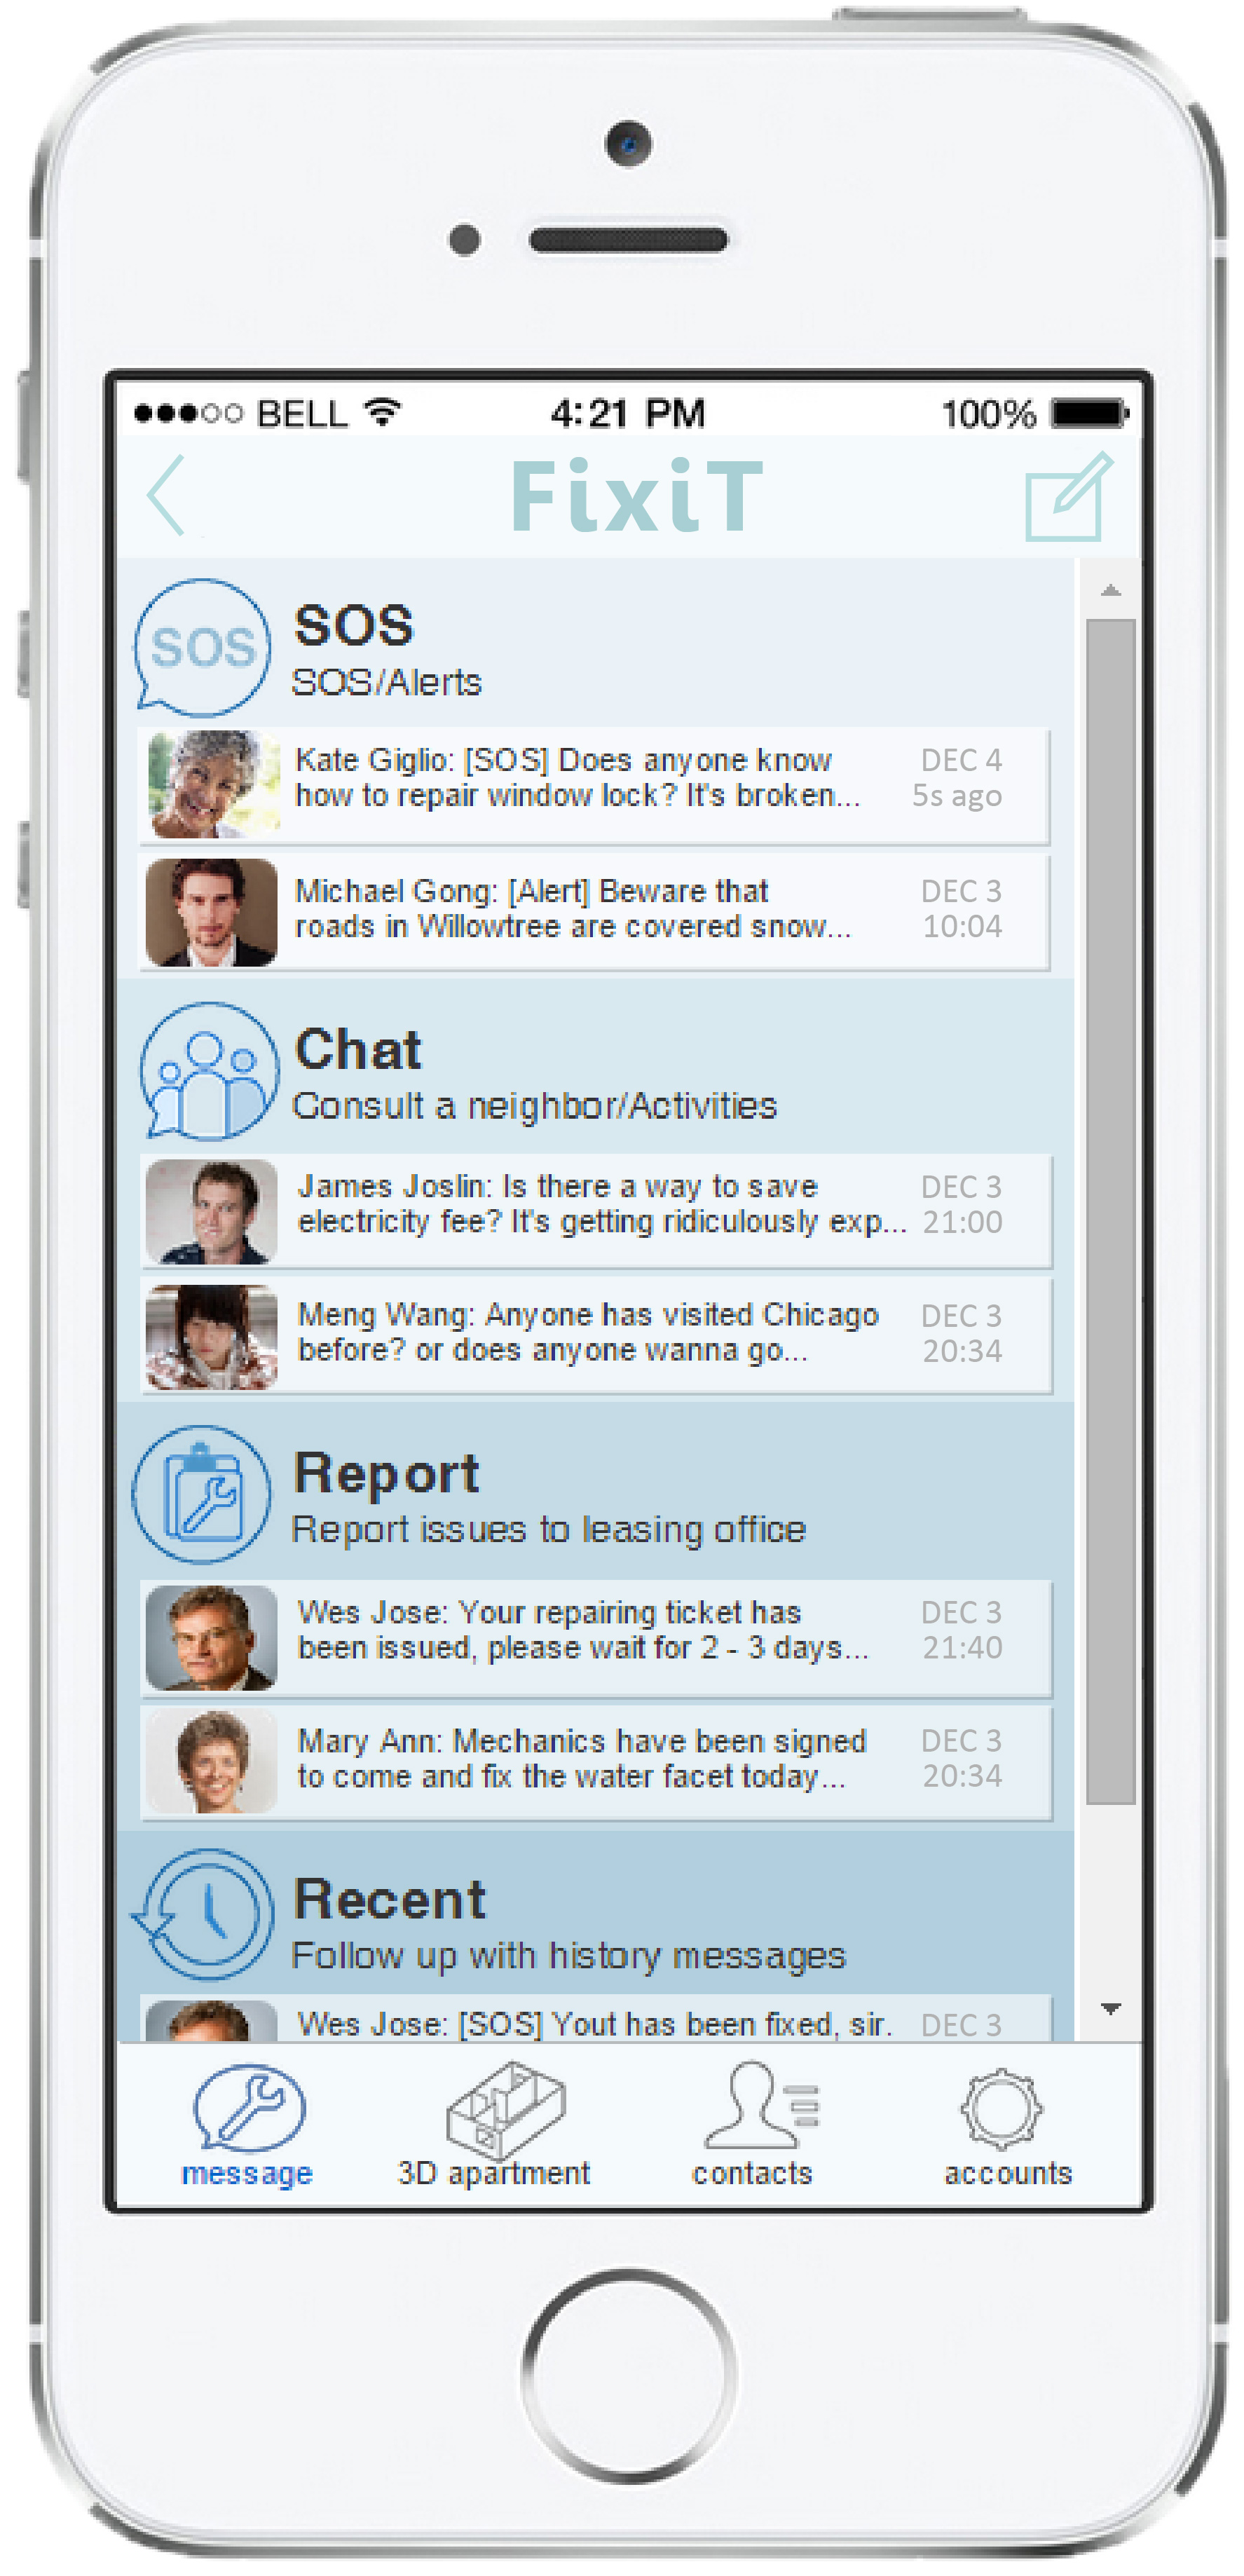 BELL 4:21 PM 100%
FixiT
SOS
SOS
SOS/Alerts
Kate Giglio: [SOS] Does anyone know DEC 4
how to repair window lock? It's broken... 5s ago
Michael Gong: [Alert] Beware that DEC 3
roads in Willowtree are covered snow... 10:04
Chat
Consult a neighbor/Activities
James Joslin: Is there a way to save DEC 3
electricity fee? It's getting ridiculously exp... 21:00
Meng Wang: Anyone has visited Chicago DEC 3
before? or does anyone wanna go... 20:34
Report
Report issues to leasing office
Wes Jose: Your repairing ticket has DEC 3
been issued, please wait for 2 - 3 days... 21:40
Mary Ann: Mechanics have been signed DEC 3
to come and fix the water facet today... 20:34
Recent
Follow up with history messages
Wes Jose: [SOS] Yout has been fixed, sir. DEC 3
message 3D apartment contacts accounts